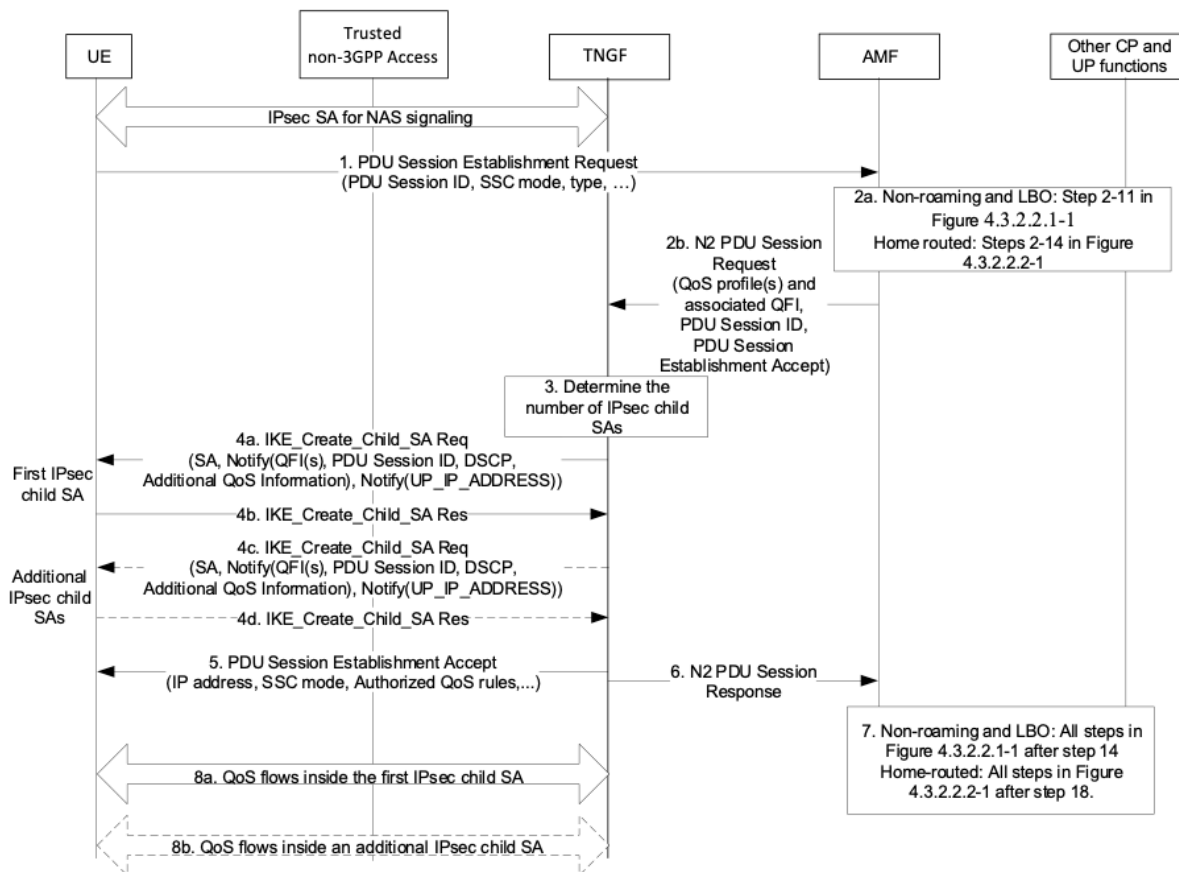 UE
Trusted
non-3GPP Access
TNGF
AMF
Other CP and
UP functions
IPsec SA for NAS signaling
1. PDU Session Establishment Request
(PDU Session ID, SSC mode, type, …)
2a. Non-roaming and LBO: Step 2-11 in
Figure 4.3.2.2.1-1
Home routed: Steps 2-14 in Figure
4.3.2.2.2-1
2b. N2 PDU Session
Request
(QoS profile(s) and
associated QFI,
PDU Session ID,
PDU Session
Establishment Accept)
3. Determine the
number of IPsec child
SAs
First IPsec
child SA
4a. IKE_Create_Child_SA Req
(SA, Notify(QFI(s), PDU Session ID, DSCP,
Additional QoS Information), Notify(UP_IP_ADDRESS))
4b. IKE_Create_Child_SA Res
Additional
IPsec child
SAs
4c. IKE_Create_Child_SA Req
(SA, Notify(QFI(s), PDU Session ID, DSCP,
Additional QoS Information), Notify(UP_IP_ADDRESS))
4d. IKE_Create_Child_SA Res
5. PDU Session Establishment Accept
(IP address, SSC mode, Authorized QoS rules,...)
6. N2 PDU Session
Response
7. Non-roaming and LBO: All steps in
Figure 4.3.2.2.1-1 after step 14
Home-routed: All steps in Figure
4.3.2.2.2-1 after step 18.
8a. QoS flows inside the first IPsec child SA
8b. QoS flows inside an additional IPsec child SA